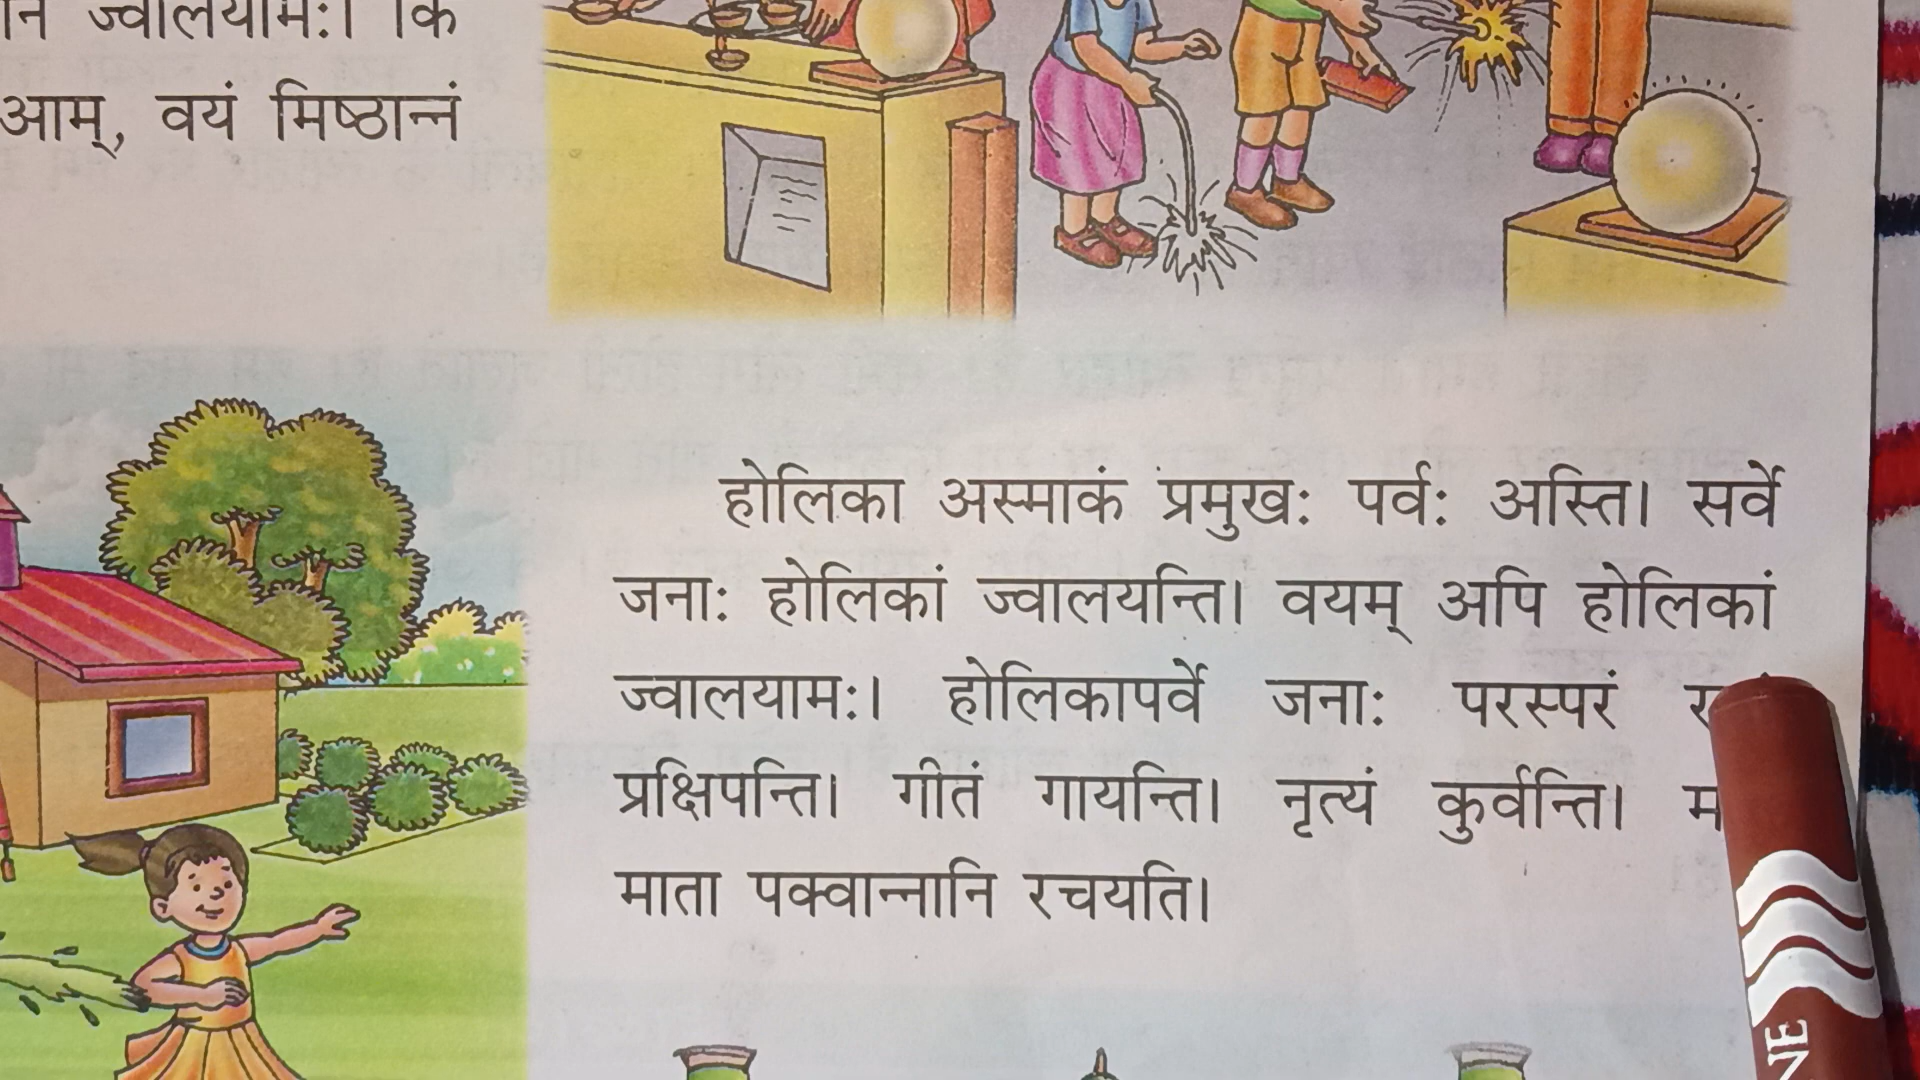 ज्वालयामः। कि
आम्, वयं मिष्ठान्नं
होलिका अस्माकं प्रमुखः पर्वः अस्ति। सर्वे
जनाः होलिकां ज्वालयन्ति। वयम् अपि होलिकां
ज्वालयामः। होलिकापर्वे जनाः परस्परं
प्रक्षिपन्ति। गीतं गायन्ति। नृत्यं कुर्वन्ति।
माता पक्वान्नानि रचयति।
NE